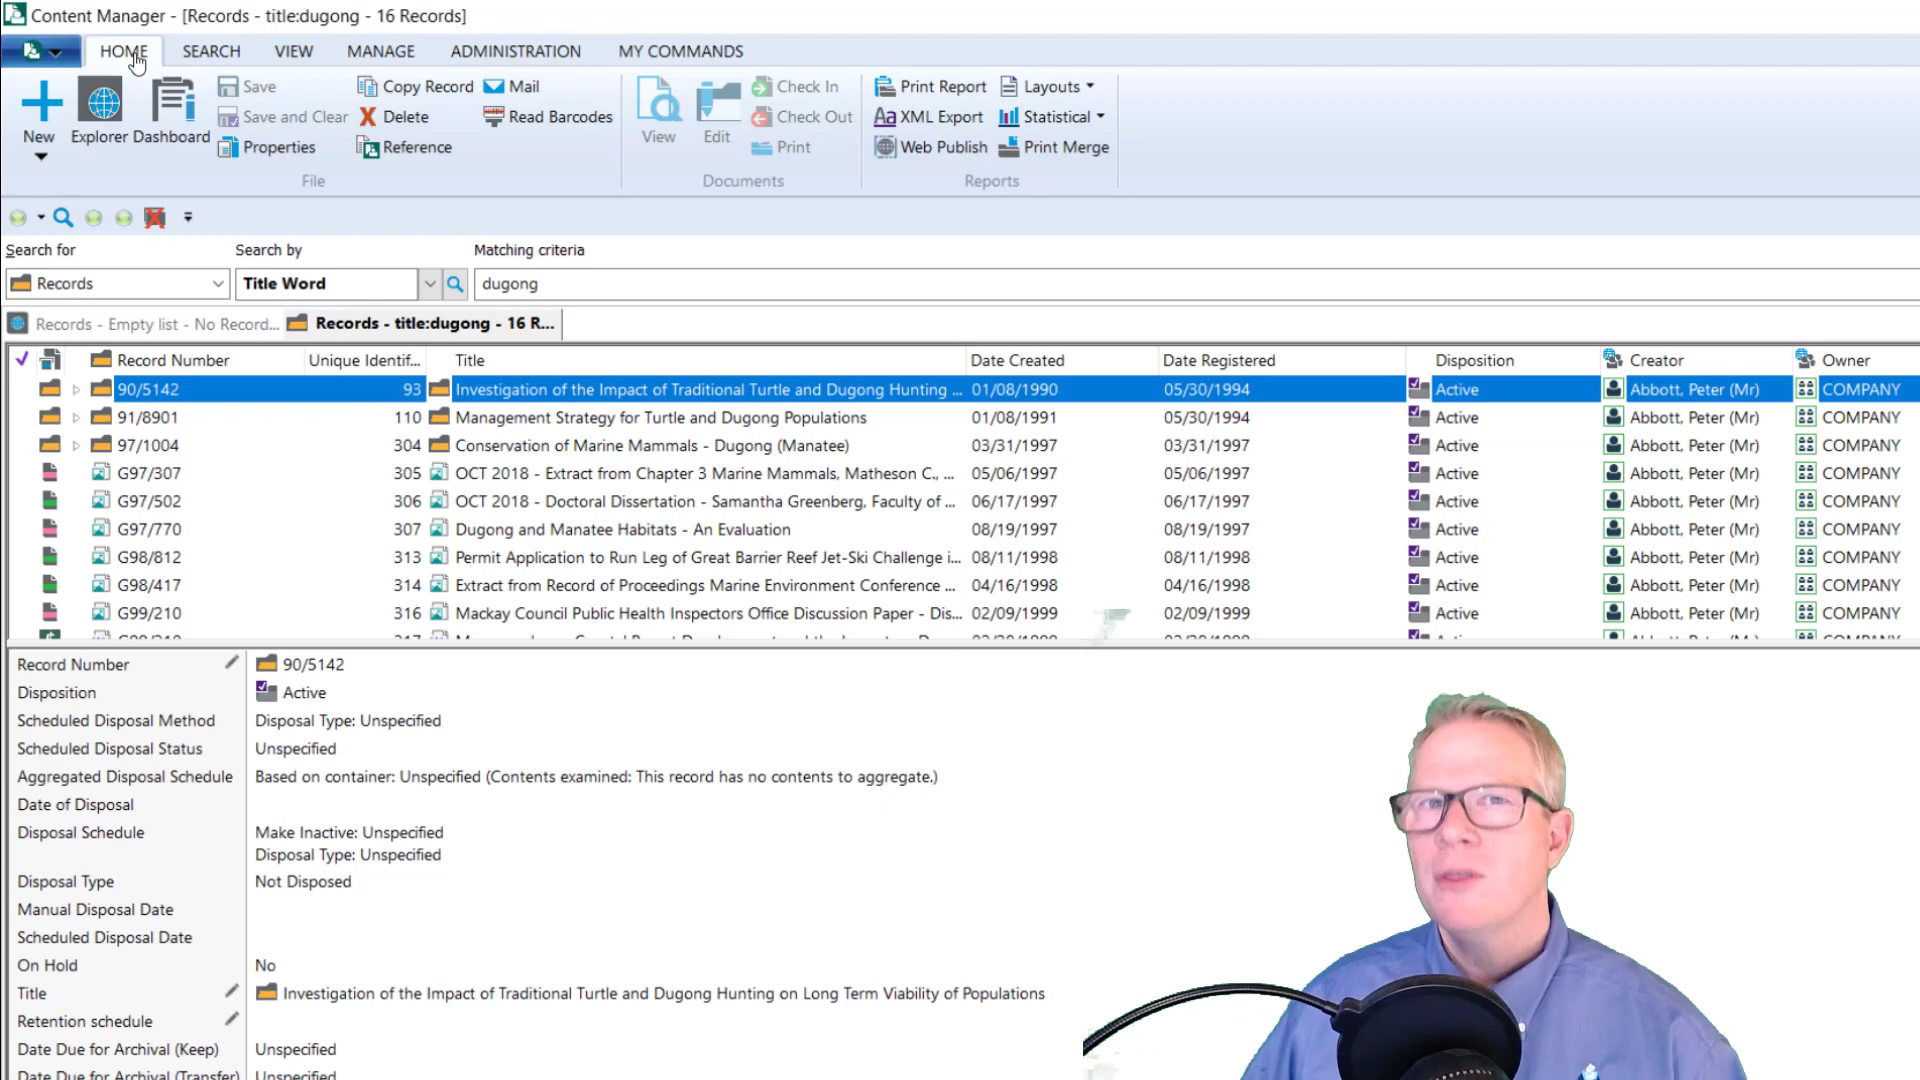 Content Manager - [Records - title:dugong - 16 Records]
HOME SEARCH VIEW MANAGE ADMINISTRATION MY COMMANDS
New Explorer Dashboard
Save Copy Record Mail
Save and Clear Delete Read Barcodes
Properties Reference
File
View Edit
Check In
Check Out
Print
Documents
Print Report Layouts
XML Export Statistical
Web Publish Print Merge
Reports
Search for Search by Matching criteria
Records Title Word dugong
Records - Empty list - No Record... Records - title:dugong - 16 R...
Record Number Unique Identif... Title Date Created Date Registered Disposition Creator Owner
90/5142 93 Investigation of the Impact of Traditional Turtle and Dugong Hunting ... 01/08/1990 05/30/1994 Active Abbott, Peter (Mr) COMPANY
91/8901 110 Management Strategy for Turtle and Dugong Populations 01/08/1991 05/30/1994 Active Abbott, Peter (Mr) COMPANY
97/1004 304 Conservation of Marine Mammals - Dugong (Manatee) 03/31/1997 03/31/1997 Active Abbott, Peter (Mr) COMPANY
G97/307 305 OCT 2018 - Extract from Chapter 3 Marine Mammals, Matheson C., ... 05/06/1997 05/06/1997 Active Abbott, Peter (Mr) COMPANY
G97/502 306 OCT 2018 - Doctoral Dissertation - Samantha Greenberg, Faculty of ... 06/17/1997 06/17/1997 Active Abbott, Peter (Mr) COMPANY
G97/770 307 Dugong and Manatee Habitats - An Evaluation 08/19/1997 08/19/1997 Active Abbott, Peter (Mr) COMPANY
G98/812 313 Permit Application to Run Leg of Great Barrier Reef Jet-Ski Challenge i... 08/11/1998 08/11/1998 Active Abbott, Peter (Mr) COMPANY
G98/417 314 Extract from Record of Proceedings Marine Environment Conference ... 04/16/1998 04/16/1998 Active Abbott, Peter (Mr) COMPANY
G99/210 316 Mackay Council Public Health Inspectors Office Discussion Paper - Dis... 02/09/1999 02/09/1999 Active Abbott, Peter (Mr) COMPANY
Record Number 90/5142
Disposition Active
Scheduled Disposal Method Disposal Type: Unspecified
Scheduled Disposal Status Unspecified
Aggregated Disposal Schedule Based on container: Unspecified (Contents examined: This record has no contents to aggregate.)
Date of Disposal
Disposal Schedule Make Inactive: Unspecified
Disposal Type: Unspecified
Disposal Type Not Disposed
Manual Disposal Date
Scheduled Disposal Date
On Hold No
Title Investigation of the Impact of Traditional Turtle and Dugong Hunting on Long Term Viability of Populations
Retention schedule
Date Due for Archival (Keep) Unspecified
Date Due for Archival (Transfer) Unspecified